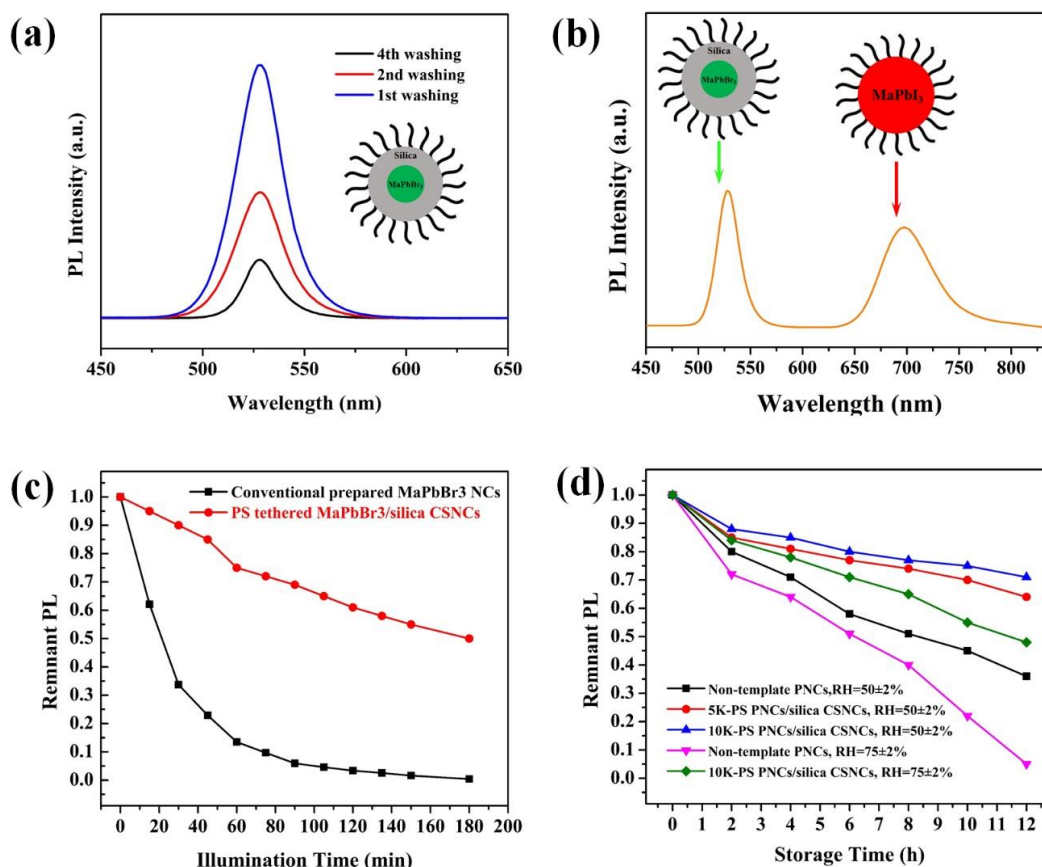 (a)
PL Intensity (a.u.)
4th washing
2nd washing
1st washing
Silica
MaPbBr3
450 500 550 600 650
Wavelength (nm)
(b)
PL Intensity (a.u.)
Silica
MaPbBr3
MaPbI3
450 500 550 600 650 700 750 800
Wavelength (nm)
(c)
Remnant PL
1.0
0.9
0.8
0.7
0.6
0.5
0.4
0.3
0.2
0.1
0.0
Conventional prepared MaPbBr3 NCs
PS tethered MaPbBr3/silica CSNCs
0 20 40 60 80 100 120 140 160 180 200
Illumination Time (min)
(d)
Remnant PL
1.0
0.9
0.8
0.7
0.6
0.5
0.4
0.3
0.2
0.1
0.0
Non-template PNCs,RH=50±2%
5K-PS PNCs/silica CSNCs, RH=50±2%
10K-PS PNCs/silica CSNCs, RH=50±2%
Non-template PNCs, RH=75±2%
10K-PS PNCs/silica CSNCs, RH=75±2%
0 1 2 3 4 5 6 7 8 9 10 11 12
Storage Time (h)